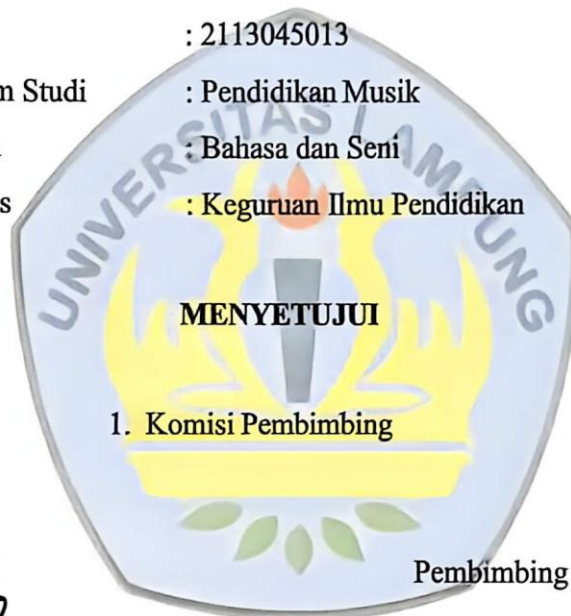 : 2113045013
m Studi : Pendidikan Musik
: Bahasa dan Seni
s : Keguruan Ilmu Pendidikan
UNIVERSITAS LAMPUNG
MENYETUJUI
1. Komisi Pembimbing
Pembimbing